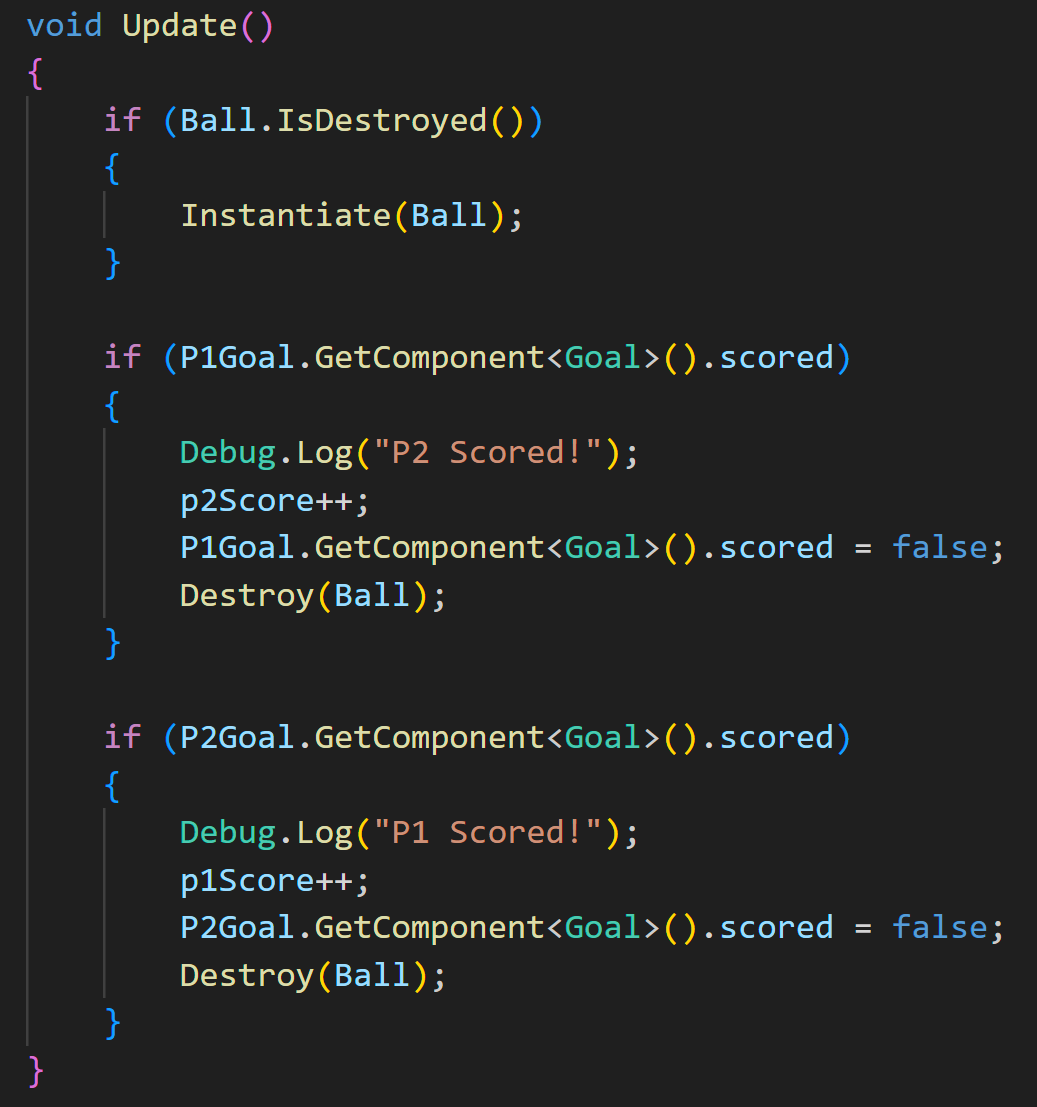 void Update()
{
    if (Ball.IsDestroyed())
    {
        Instantiate(Ball);
    }

    if (P1Goal.GetComponent<Goal>().scored)
    {
        Debug.Log("P2 Scored!");
        p2Score++;
        P1Goal.GetComponent<Goal>().scored = false;
        Destroy(Ball);
    }

    if (P2Goal.GetComponent<Goal>().scored)
    {
        Debug.Log("P1 Scored!");
        p1Score++;
        P2Goal.GetComponent<Goal>().scored = false;
        Destroy(Ball);
    }
}